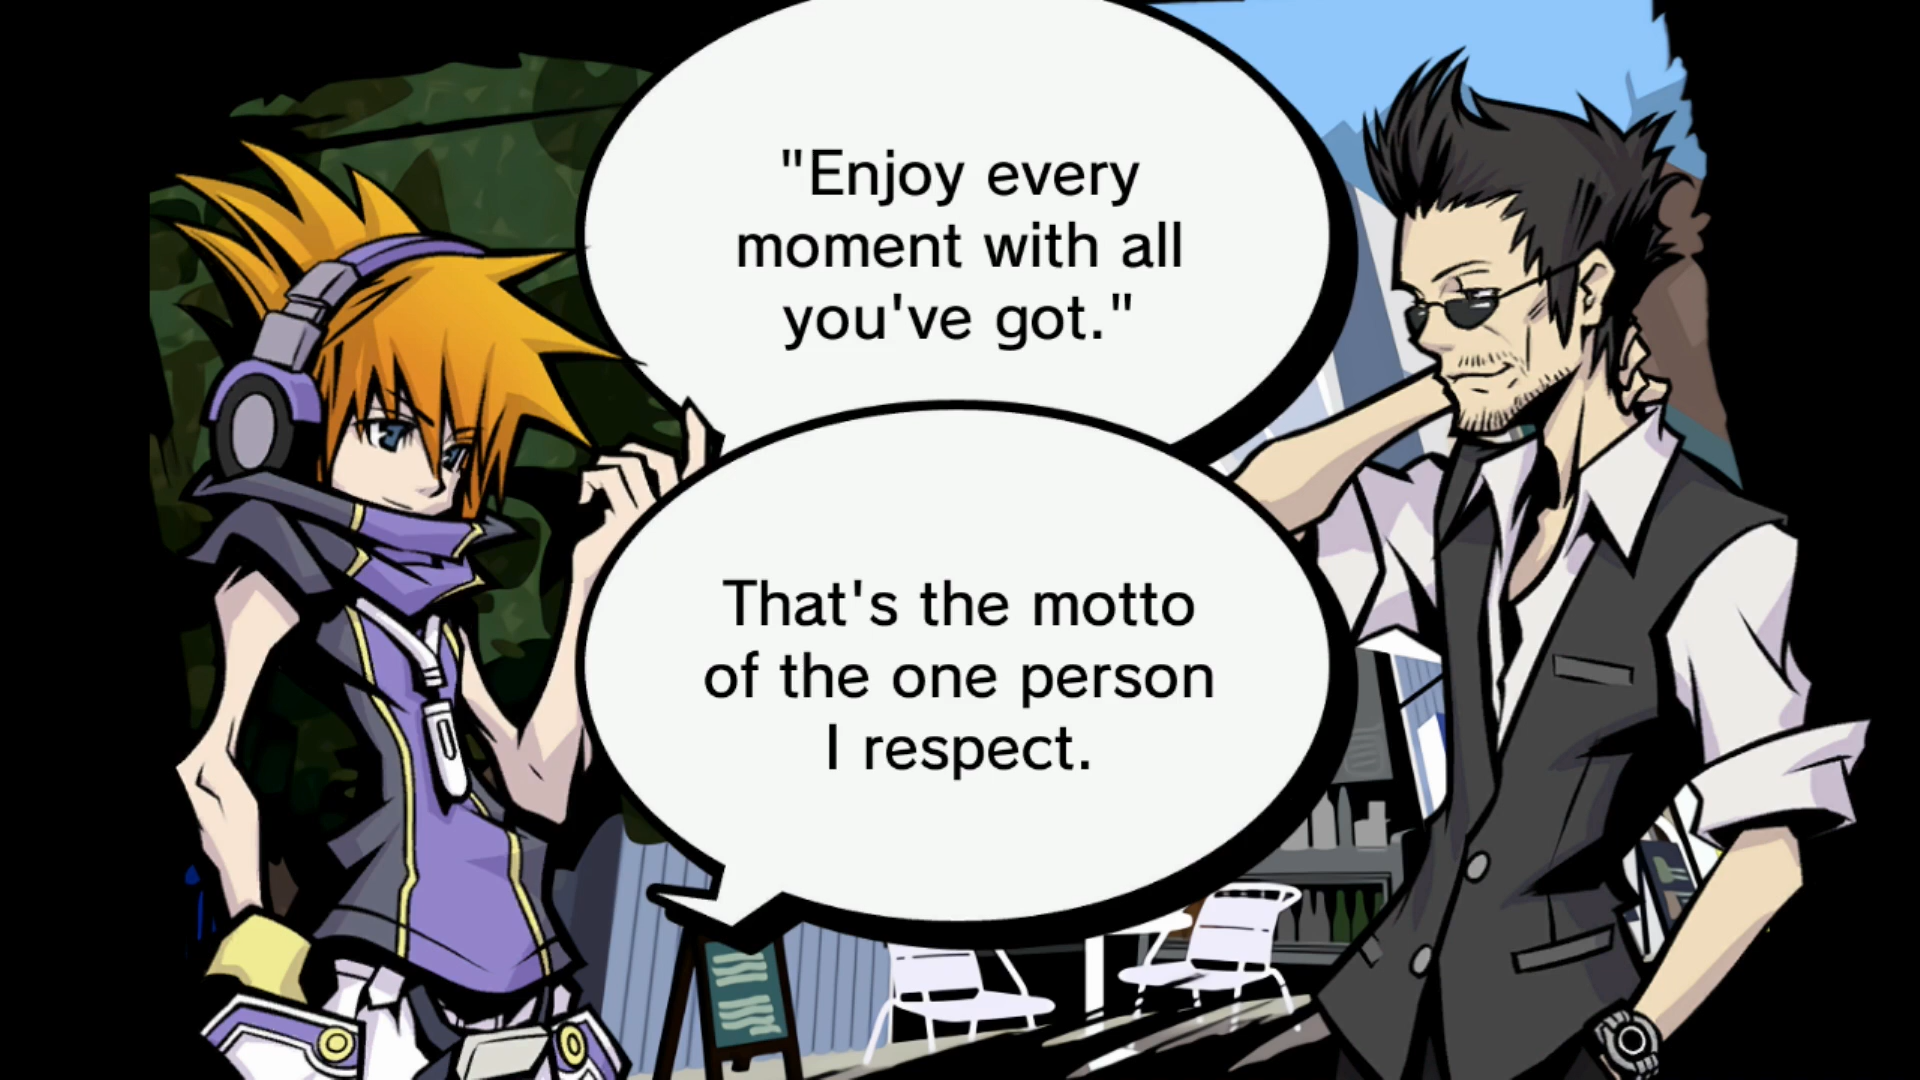 "Enjoy every
moment with all
you've got."
That's the motto
of the one person
I respect.